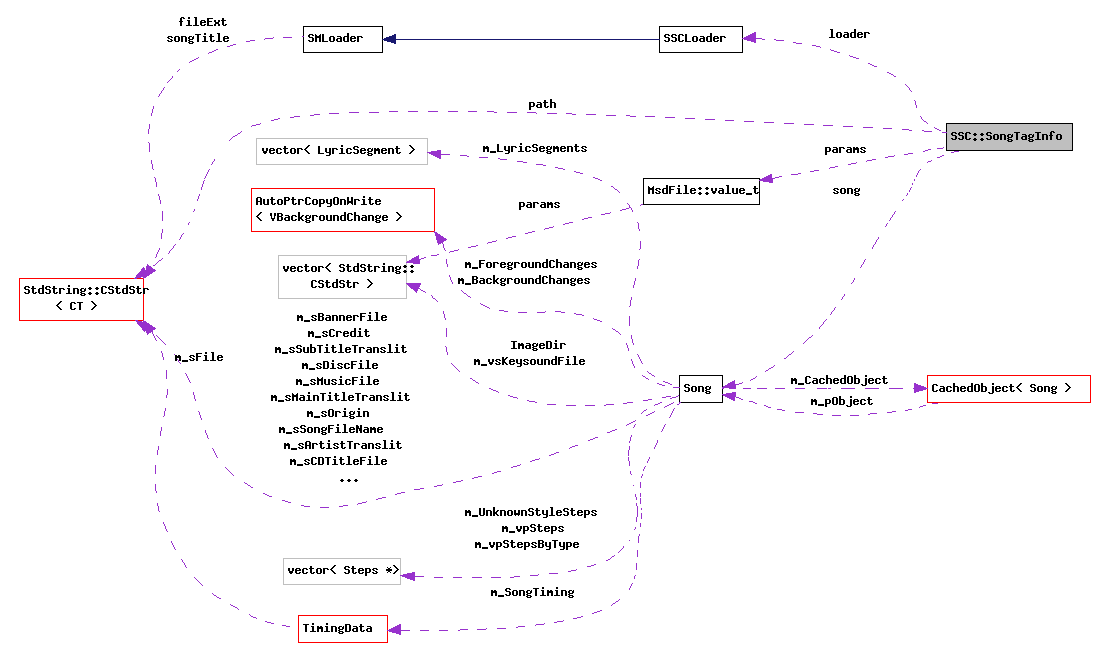 fileExt
songTitle
SMLoader
SSCLoader
loader
path
SSC::SongTagInfo
vector< LyricSegment >
m_LyricSegments
params
MsdFile::value_t
song
AutoPtrCopyOnWrite
< VBackgroundChange >
params
vector< StdString::
CStdStr >
m_ForegroundChanges
m_BackgroundChanges
StdString::CStdStr
< CT >
m_sBannerFile
m_sCredit
m_sSubTitleTranslit
m_sDiscFile
m_sMusicFile
m_sMainTitleTranslit
m_sOrigin
m_sSongFileName
m_sArtistTranslit
m_sCDTitleFile
...
m_sFile
ImageDir
m_vsKeysoundFile
Song
m_CachedObject
m_pObject
CachedObject< Song >
m_UnknownStyleSteps
m_vpSteps
m_vpStepsByType
vector< Steps *>
m_SongTiming
TimingData